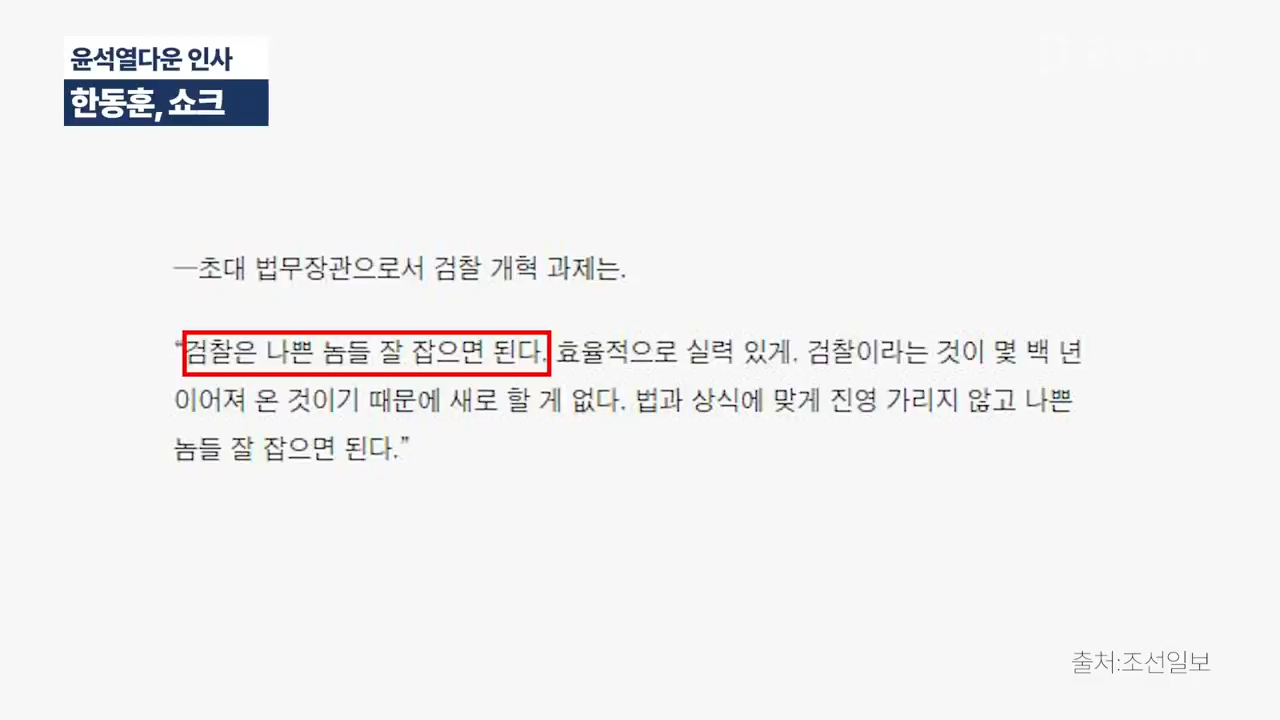 윤석열다운 인사
한동훈, 쇼크
—초대 법무장관으로서 검찰 개혁 과제는.
“검찰은 나쁜 놈들 잘 잡으면 된다. 효율적으로 실력 있게. 검찰이라는 것이 몇 백 년
이어져 온 것이기 때문에 새로 할 게 없다. 법과 상식에 맞게 진영 가리지 않고 나쁜
놈들 잘 잡으면 된다.”
출처:조선일보